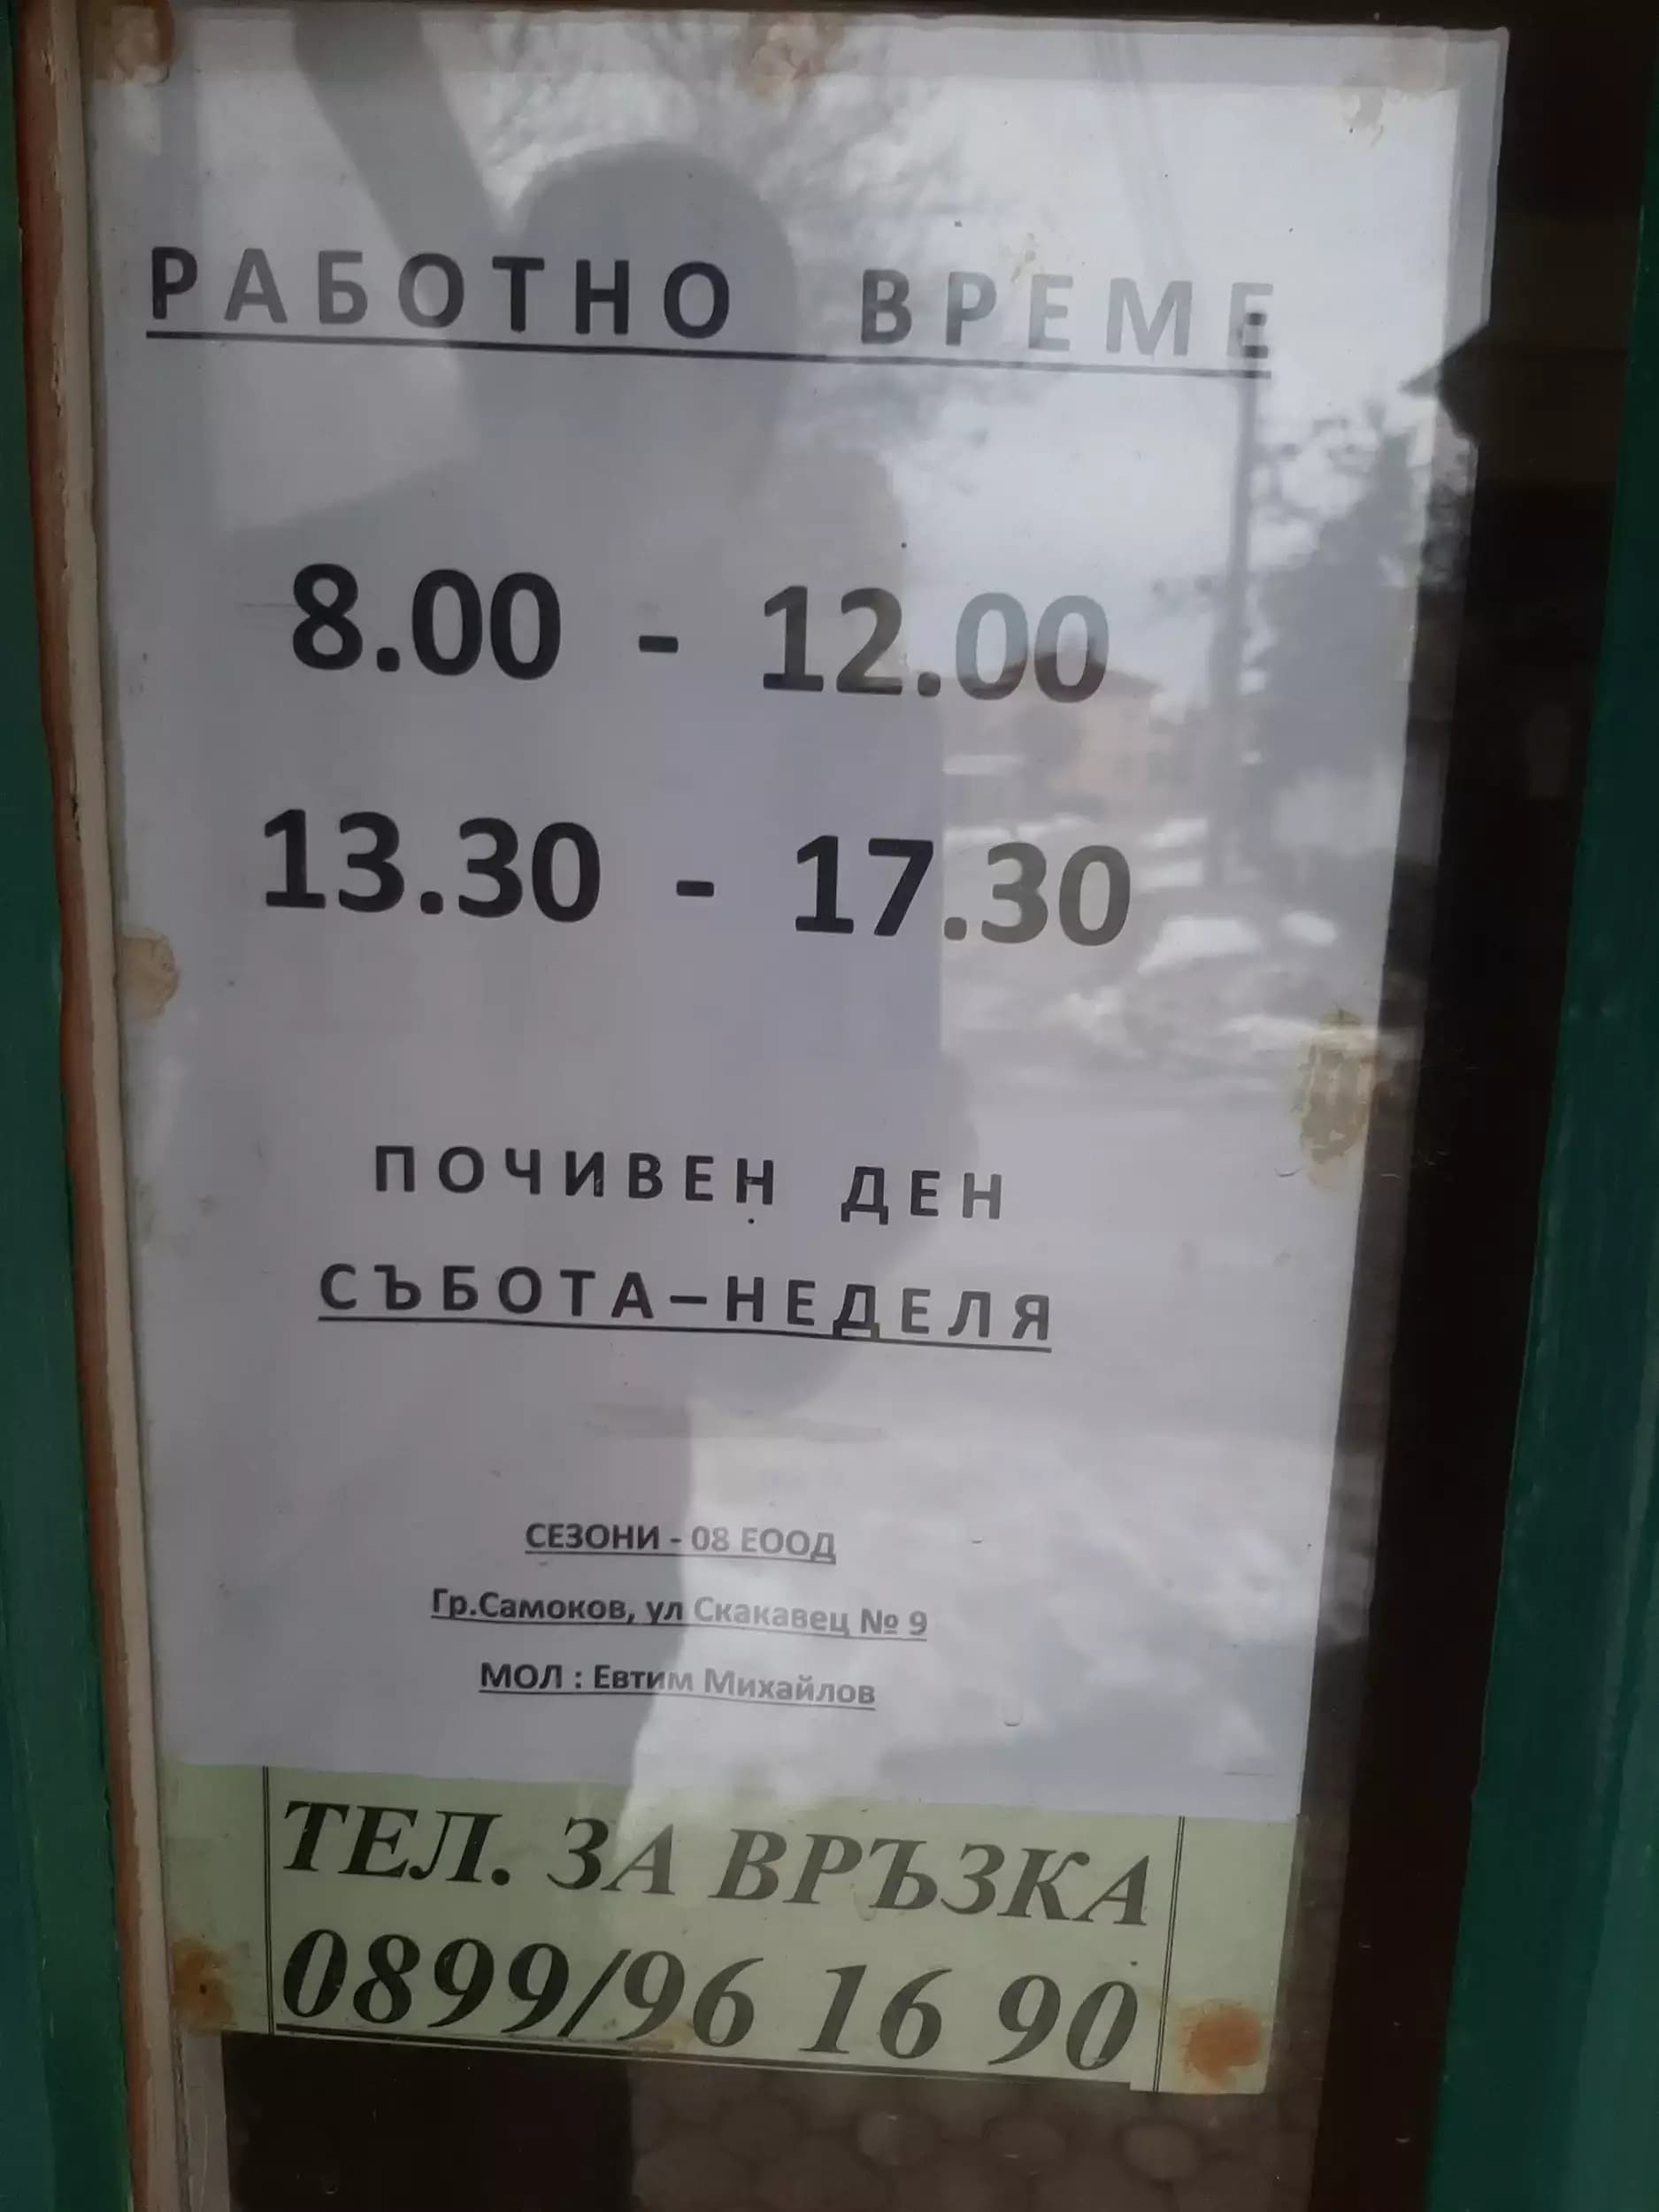 РАБОТНО ВРЕМЕ
8.00 - 12.00
13.30 - 17.30
ПОЧИВЕН ДЕН
СЪБОТА–НЕДЕЛЯ
СЕЗОНИ - 08 ЕООД
Гр.Самоков, ул Скакавец № 9
МОЛ : Евтим Михайлов
ТЕЛ. ЗА ВРЪЗКА
0899/96 16 90